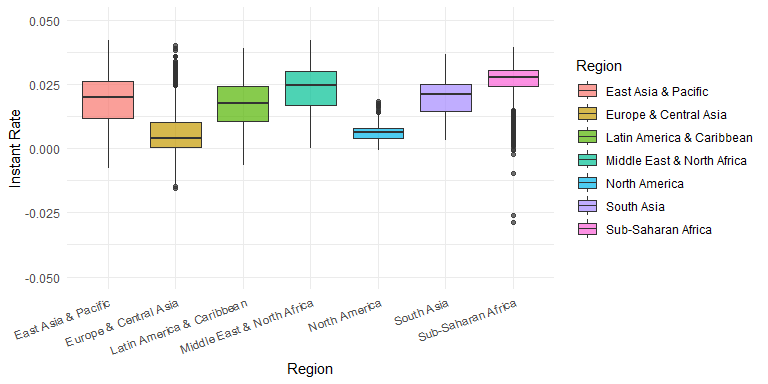 0.050
0.025
0.000
-0.025
-0.050
Instant Rate
East Asia & Pacific
Europe & Central Asia
Latin America & Caribbean
Middle East & North Africa
North America
South Asia
Sub-Saharan Africa
Region
Region
East Asia & Pacific
Europe & Central Asia
Latin America & Caribbean
Middle East & North Africa
North America
South Asia
Sub-Saharan Africa